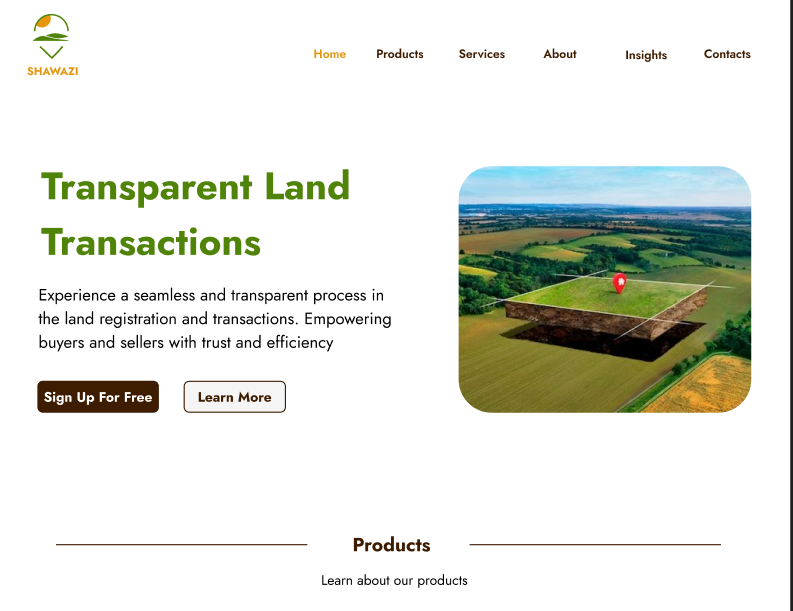 SHAWAZI
Home Products Services About Insights Contacts
Transparent Land
Transactions
Experience a seamless and transparent process in
the land registration and transactions. Empowering
buyers and sellers with trust and efficiency
Sign Up For Free Learn More
Products
Learn about our products